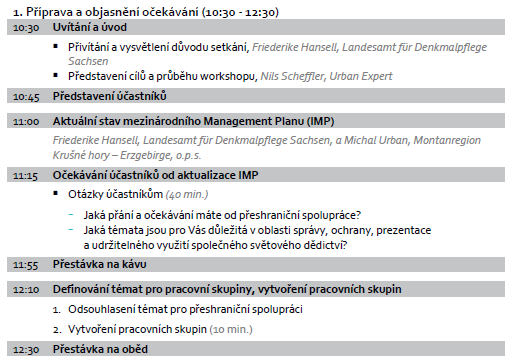 1. Příprava a objasnění očekávání (10:30 - 12:30)
10:30 Uvítání a úvod
▪ Přivítání a vysvětlení důvodu setkání, Friederike Hansell, Landesamt für Denkmalpflege
Sachsen
▪ Představení cílů a průběhu workshopu, Nils Scheffler, Urban Expert
10:45 Představení účastníků
11:00 Aktuální stav mezinárodního Management Planu (IMP)
Friederike Hansell, Landesamt für Denkmalpflege Sachsen, a Michal Urban, Montanregion
Krušné hory – Erzgebirge, o.p.s.
11:15 Očekávání účastníků od aktualizace IMP
▪ Otázky účastníkům (40 min.)
– Jaká přání a očekávání máte od přeshraniční spolupráce?
– Jaká témata jsou pro Vás důležitá v oblasti správy, ochrany, prezentace
a udržitelného využití společného světového dědictví?
11:55 Přestávka na kávu
12:10 Definování témat pro pracovní skupiny, vytvoření pracovních skupin
1. Odsouhlasení témat pro přeshraniční spolupráci
2. Vytvoření pracovních skupin (10 min.)
12:30 Přestávka na oběd